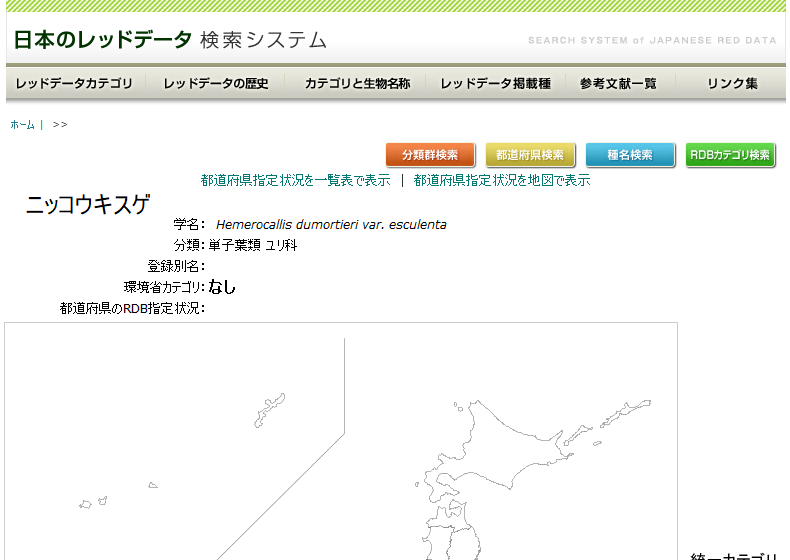 日本のレッドデータ 検索システム
SEARCH SYSTEM of JAPANESE RED DATA
レッドデータカテゴリ レッドデータの歴史 カテゴリと生物名称 レッドデータ掲載種 参考文献一覧 リンク集
ホーム | >>
分類群検索 都道府県検索 種名検索 RDBカテゴリ検索
都道府県指定状況を一覧表で表示 | 都道府県指定状況を地図で表示
ニッコウキスゲ
学名： Hemerocallis dumortieri var. esculenta
分類：単子葉類 ユリ科
登録別名：
環境省カテゴリ：なし
都道府県のRDB指定状況：
統一カテゴリ